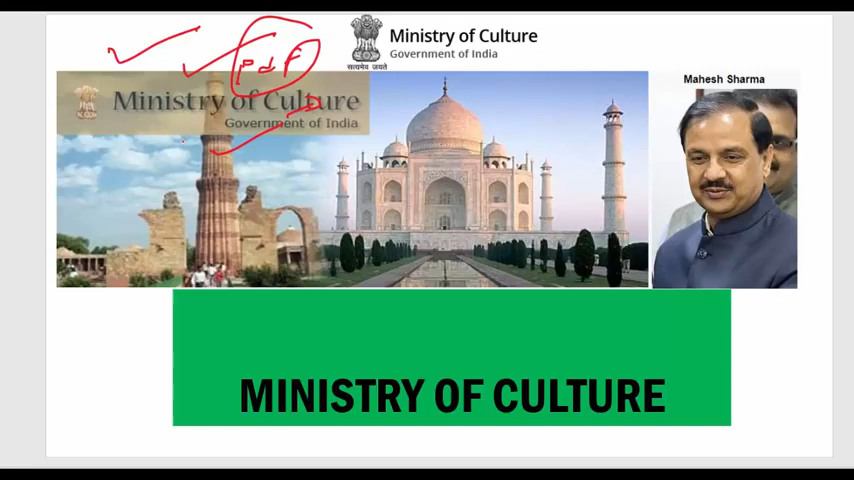 Ministry of Culture
Government of India
सत्यमेव जयते
pdf
Mahesh Sharma
Ministry of Culture
Government of India
MINISTRY OF CULTURE